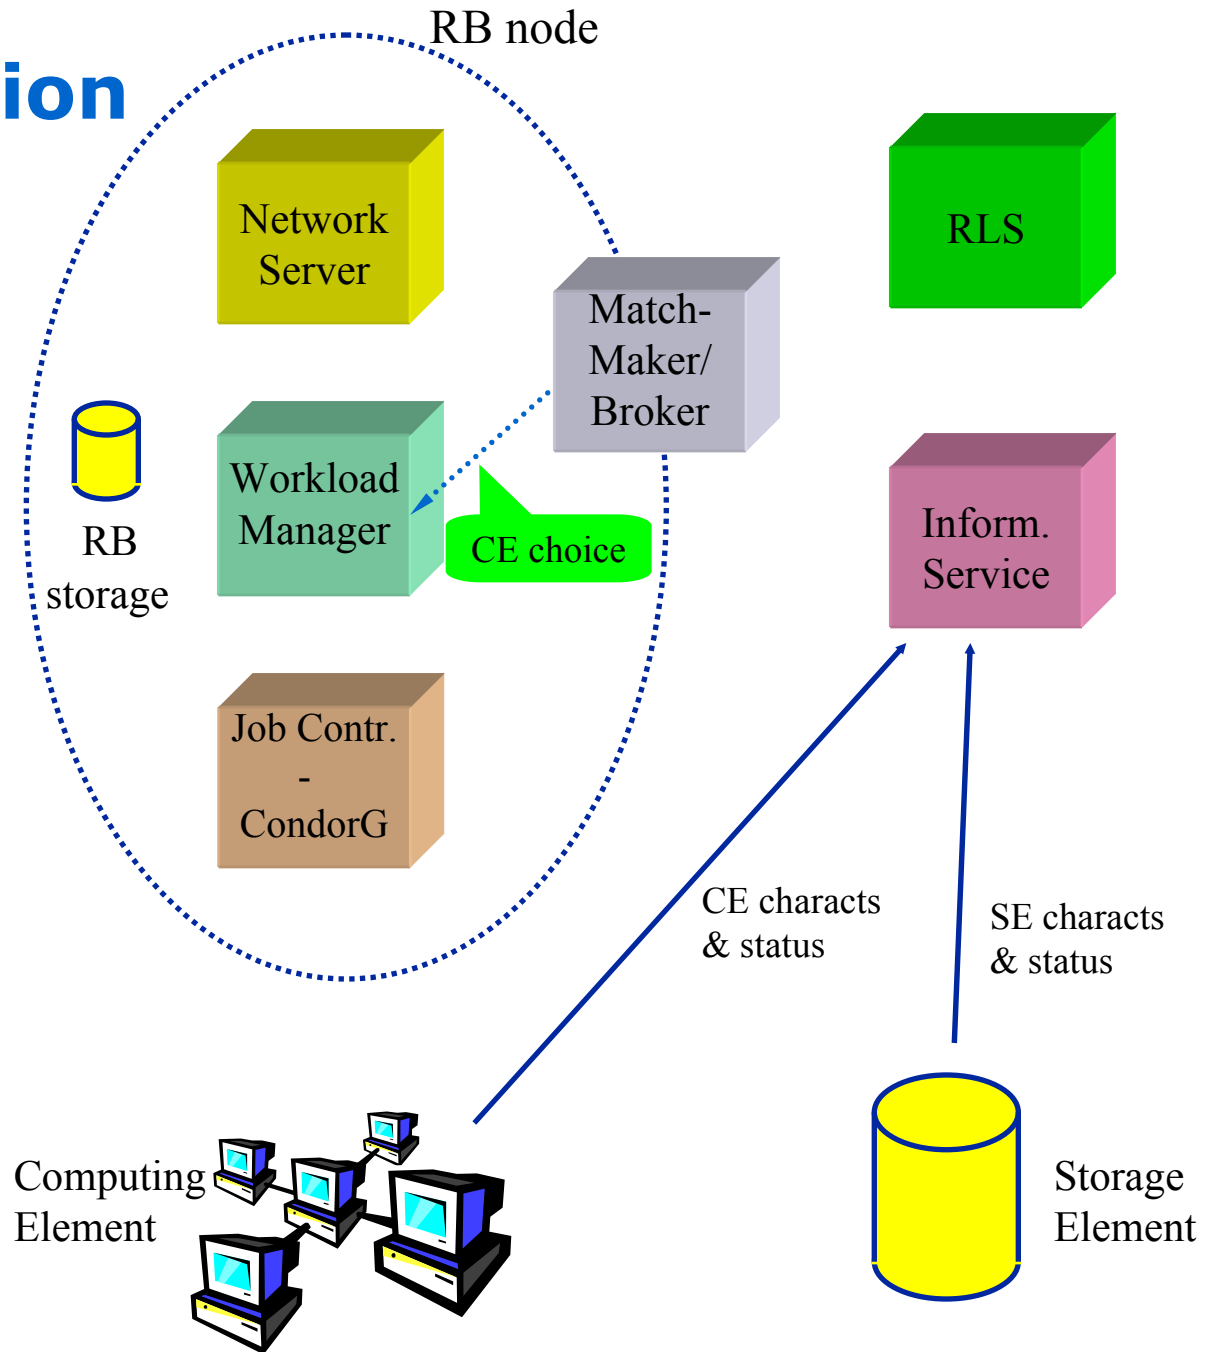 RB node
ion
Network
Server
RLS
Match-
Maker/
Broker
Workload
Manager
RB
storage
CE choice
Inform.
Service
Job Contr.
-
CondorG
CE characts
& status
SE characts
& status
Computing
Element
Storage
Element